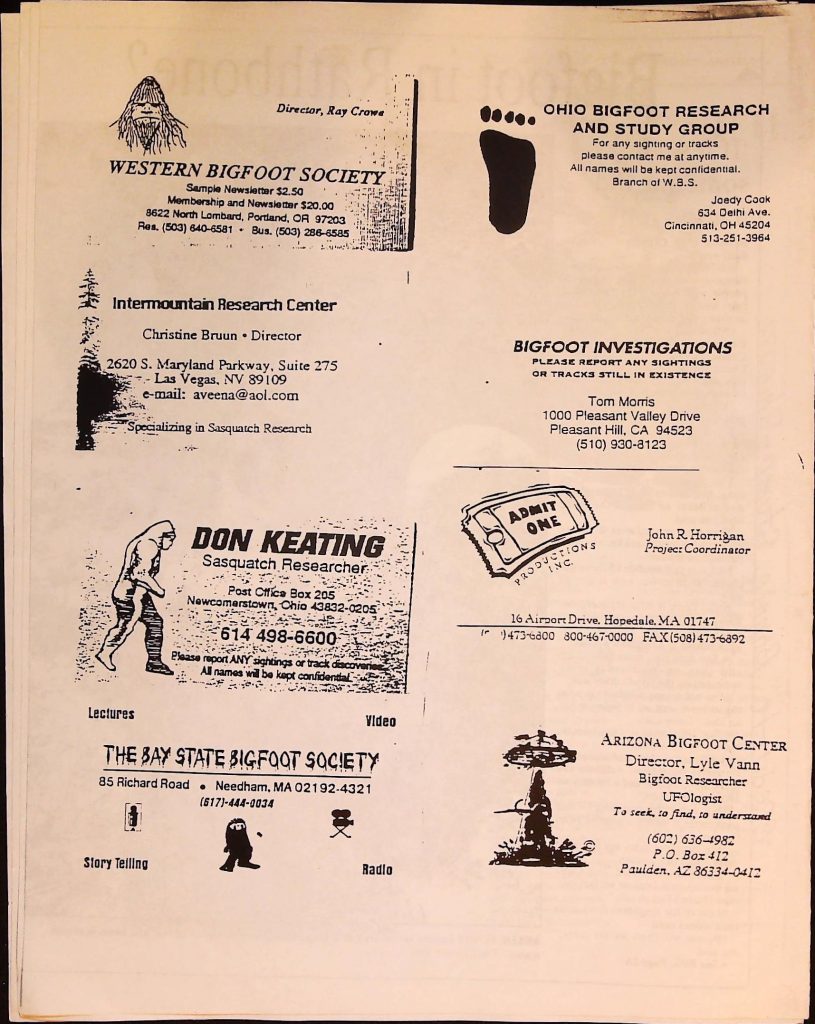 Director, Ray Crowe
WESTERN BIGFOOT SOCIETY
Sample Newsletter $2.50
Membership and Newsletter $20.00
8622 North Lombard, Portland, OR 97203
Res. (503) 640-6581 • Bus. (503) 286-6585
OHIO BIGFOOT RESEARCH
AND STUDY GROUP
For any sighting or tracks
please contact me at anytime.
All names will be kept confidental.
Branch of W.B.S.
Joedy Cook
634 Delhi Ave.
Cincinnati, OH 45204
513-251-3964
Intermountain Research Center
Christine Bruun • Director
2620 S. Maryland Parkway, Suite 275
Las Vegas, NV 89109
e-mail: aveena@aol.com
Specializing in Sasquatch Research
BIGFOOT INVESTIGATIONS
PLEASE REPORT ANY SIGHTINGS
OR TRACKS STILL IN EXISTENCE
Tom Morris
1000 Pleasant Valley Drive
Pleasant Hill, CA 94523
(510) 930-8123
DON KEATING
Sasquatch Researcher
Post Office Box 205
Newcomerstown, Ohio 43832-0205
614 498-6600
Please report ANY sightings or track discoveries.
All names will be kept confidential.
ADMIT
ONE
PRODUCTIONS
INC.
John R. Horrigan
Project Coordinator
16 Airport Drive, Hopedale, MA 01747
)473-6800 800-467-0000 FAX(508)473-6892
Lectures
Video
THE BAY STATE BIGFOOT SOCIETY
85 Richard Road • Needham, MA 02192-4321
(617)-444-0034
Story Telling
Radio
ARIZONA BIGFOOT CENTER
Director, Lyle Vann
Bigfoot Researcher
UFOlogist
To seek, to find, to understand
(602) 636-4982
P.O. Box 412
Paulden, AZ 86334-0412
©